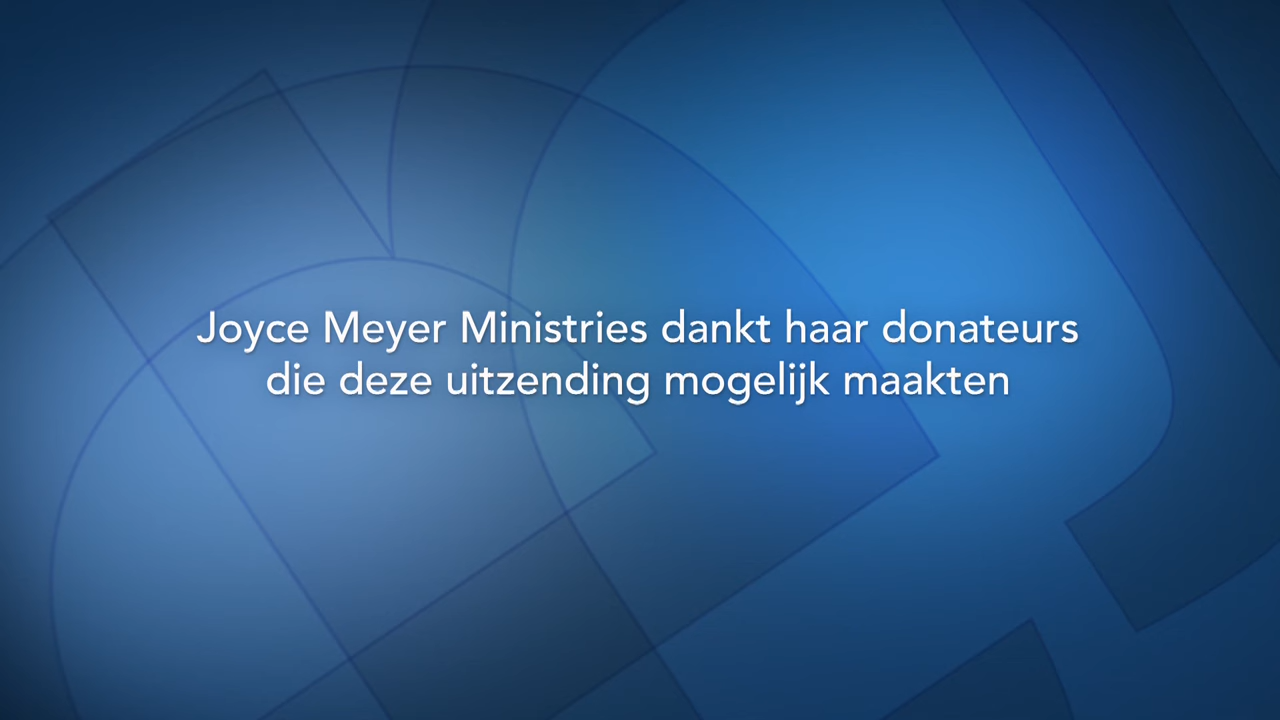 Joyce Meyer Ministries dankt haar donateurs
die deze uitzending mogelijk maakten